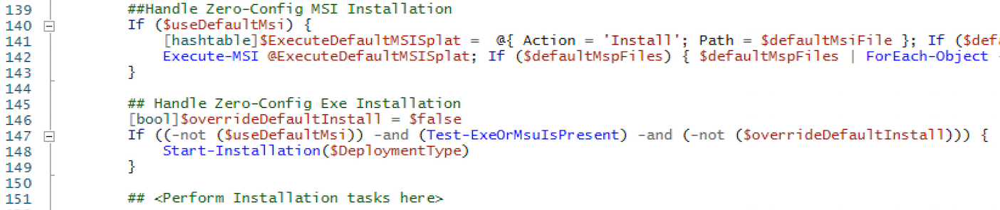 139 ##Handle Zero-Config MSI Installation
140 If ($useDefaultMsi) {
141 [hashtable]$ExecuteDefaultMSISplat = @{ Action = 'Install'; Path = $defaultMsiFile }; If ($defa
142 Execute-MSI @ExecuteDefaultMSISplat; If ($defaultMspFiles) { $defaultMspFiles | ForEach-Object
143 }
144
145 ## Handle Zero-Config Exe Installation
146 [bool]$overrideDefaultInstall = $false
147 If ((-not ($useDefaultMsi)) -and (Test-ExeOrMsuIsPresent) -and (-not ($overrideDefaultInstall))) {
148 Start-Installation($DeploymentType)
149 }
150
151 ## <Perform Installation tasks here>